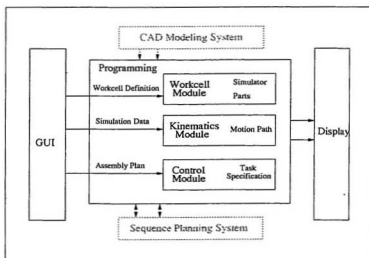 CAD Modeling System
Programming
Workcell Definition
Workcell
Module
Simulator
Parts
Simulation Data
Kinematics
Module
Motion Path
GUI
Display
Assembly Plan
Control
Module
Task
Specification
Sequence Planning System